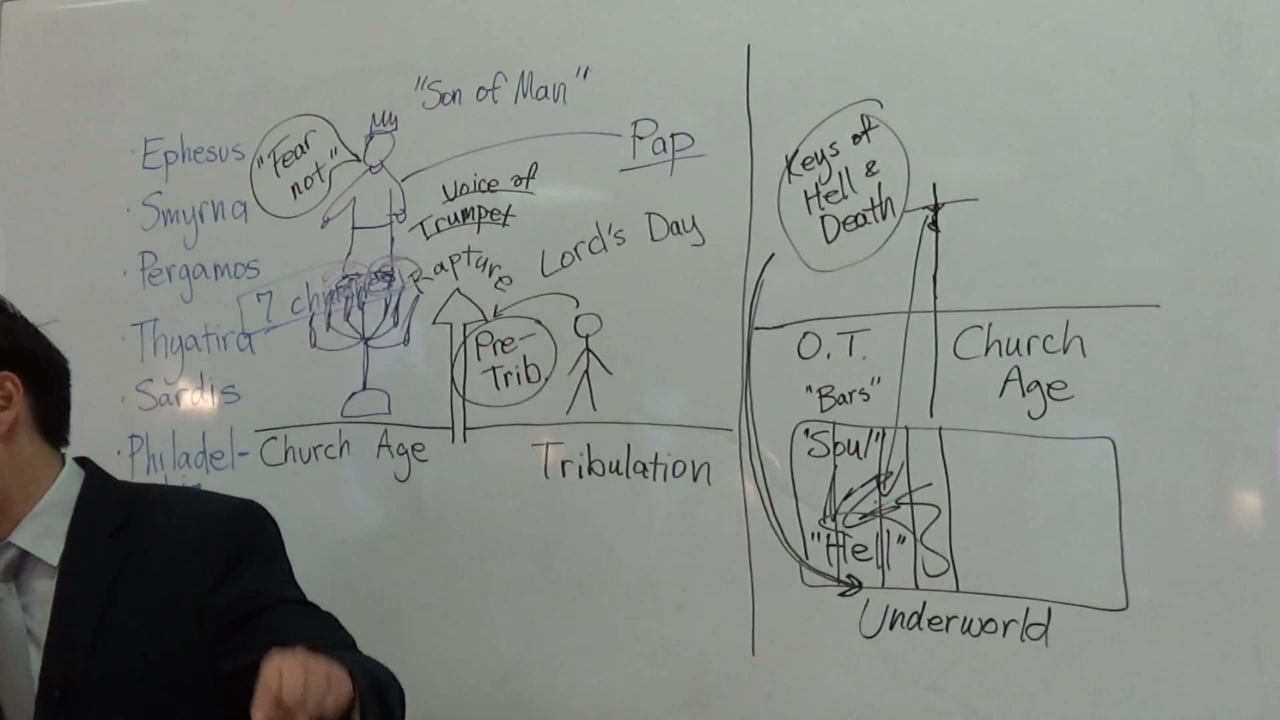 "Son of Man"
· Ephesus
· Smyrna
· Pergamos
Thyatira
· Sardis
· Philadel-
"Fear
not"
Pap
Voice of
Trumpet
Rapture
Lord's Day
7
Pre-
Trib
Church Age
Tribulation
Keys of
Hell &
Death
O.T.
"Bars"
Church
Age
"Soul"
"Hell"
Underworld